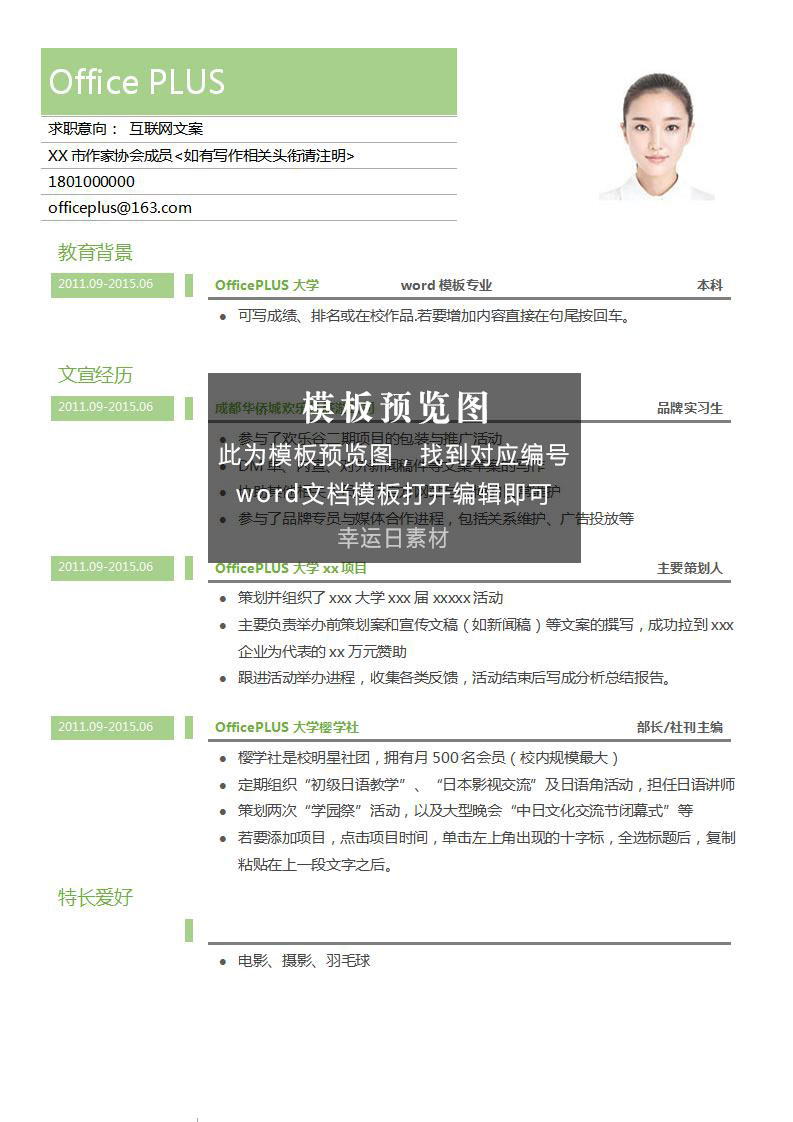 Office PLUS
求职意向： 互联网文案
XX 市作家协会成员<如有写作相关头衔请注明>
1801000000
officeplus@163.com
教育背景
2011.09-2015.06 OfficePLUS 大学 word 模板专业 本科
可写成绩、排名或在校作品.若要增加内容直接在句尾按回车。
文宣经历
2011.09-2015.06 成都华侨城欢乐 品牌实习生
模板预览图
参与了欢乐谷二期项目的包装与推广活动
此为模板预览图，找到对应编号
word文档模板打开编辑即可
参与了品牌专员与媒体合作进程，包括关系维护、广告投放等
幸运日素材
2011.09-2015.06 OfficePLUS 大学 xx 项目 主要策划人
策划并组织了 xxx 大学 xxx 届 xxxxx 活动
主要负责举办前策划案和宣传文稿（如新闻稿）等文案的撰写，成功拉到 xxx
企业为代表的 xx 万元赞助
跟进活动举办进程，收集各类反馈，活动结束后写成分析总结报告。
2011.09-2015.06 OfficePLUS 大学樱学社 部长/社刊主编
樱学社是校明星社团，拥有月 500 名会员（校内规模最大）
定期组织“初级日语教学”、“日本影视交流”及日语角活动，担任日语讲师
策划两次“学园祭”活动，以及大型晚会“中日文化交流节闭幕式”等
若要添加项目，点击项目时间，单击左上角出现的十字标，全选标题后，复制
粘贴在上一段文字之后。
特长爱好
电影、摄影、羽毛球